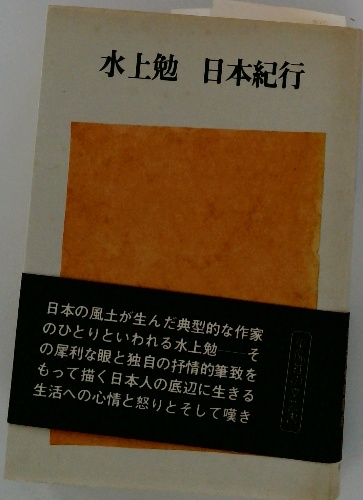 水上勉 日本紀行
日本の風土が生んだ典型的な作家
のひとりといわれる水上勉――そ
の犀利な眼と独自の抒情的筆致を
もって描く日本人の底辺に生きる
生活への心情と怒りとそして嘆き